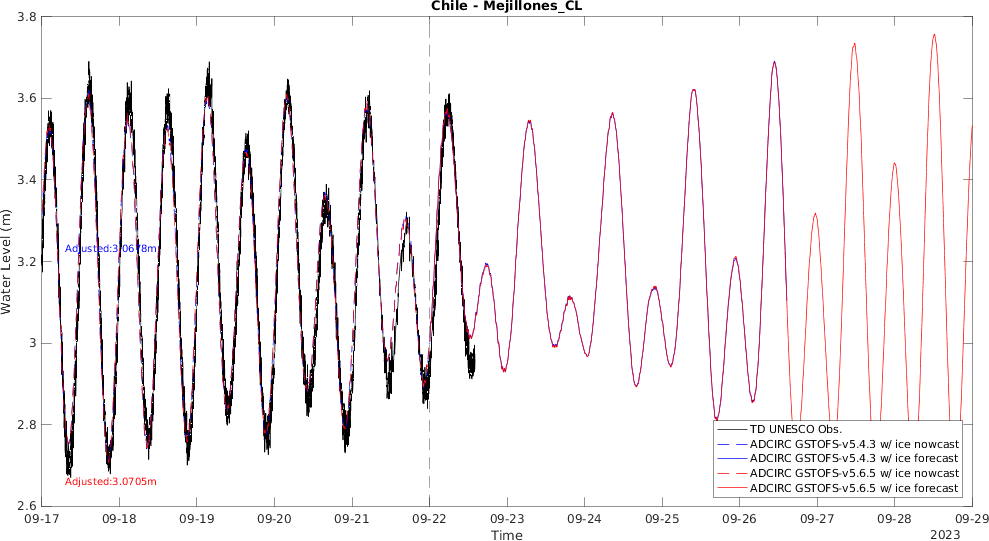 Chile - Mejillones_CL
3.8
3.6
3.4
3.2
3
2.8
2.6
Water Level (m)
Adjusted:3.0678m
Adjusted:3.0705m
TD UNESCO Obs.
ADCIRC GSTOFS-v5.4.3 w/ ice nowcast
ADCIRC GSTOFS-v5.4.3 w/ ice forecast
ADCIRC GSTOFS-v5.6.5 w/ ice nowcast
ADCIRC GSTOFS-v5.6.5 w/ ice forecast
09-17 09-18 09-19 09-20 09-21 09-22 09-23 09-24 09-25 09-26 09-27 09-28 09-29
Time
2023